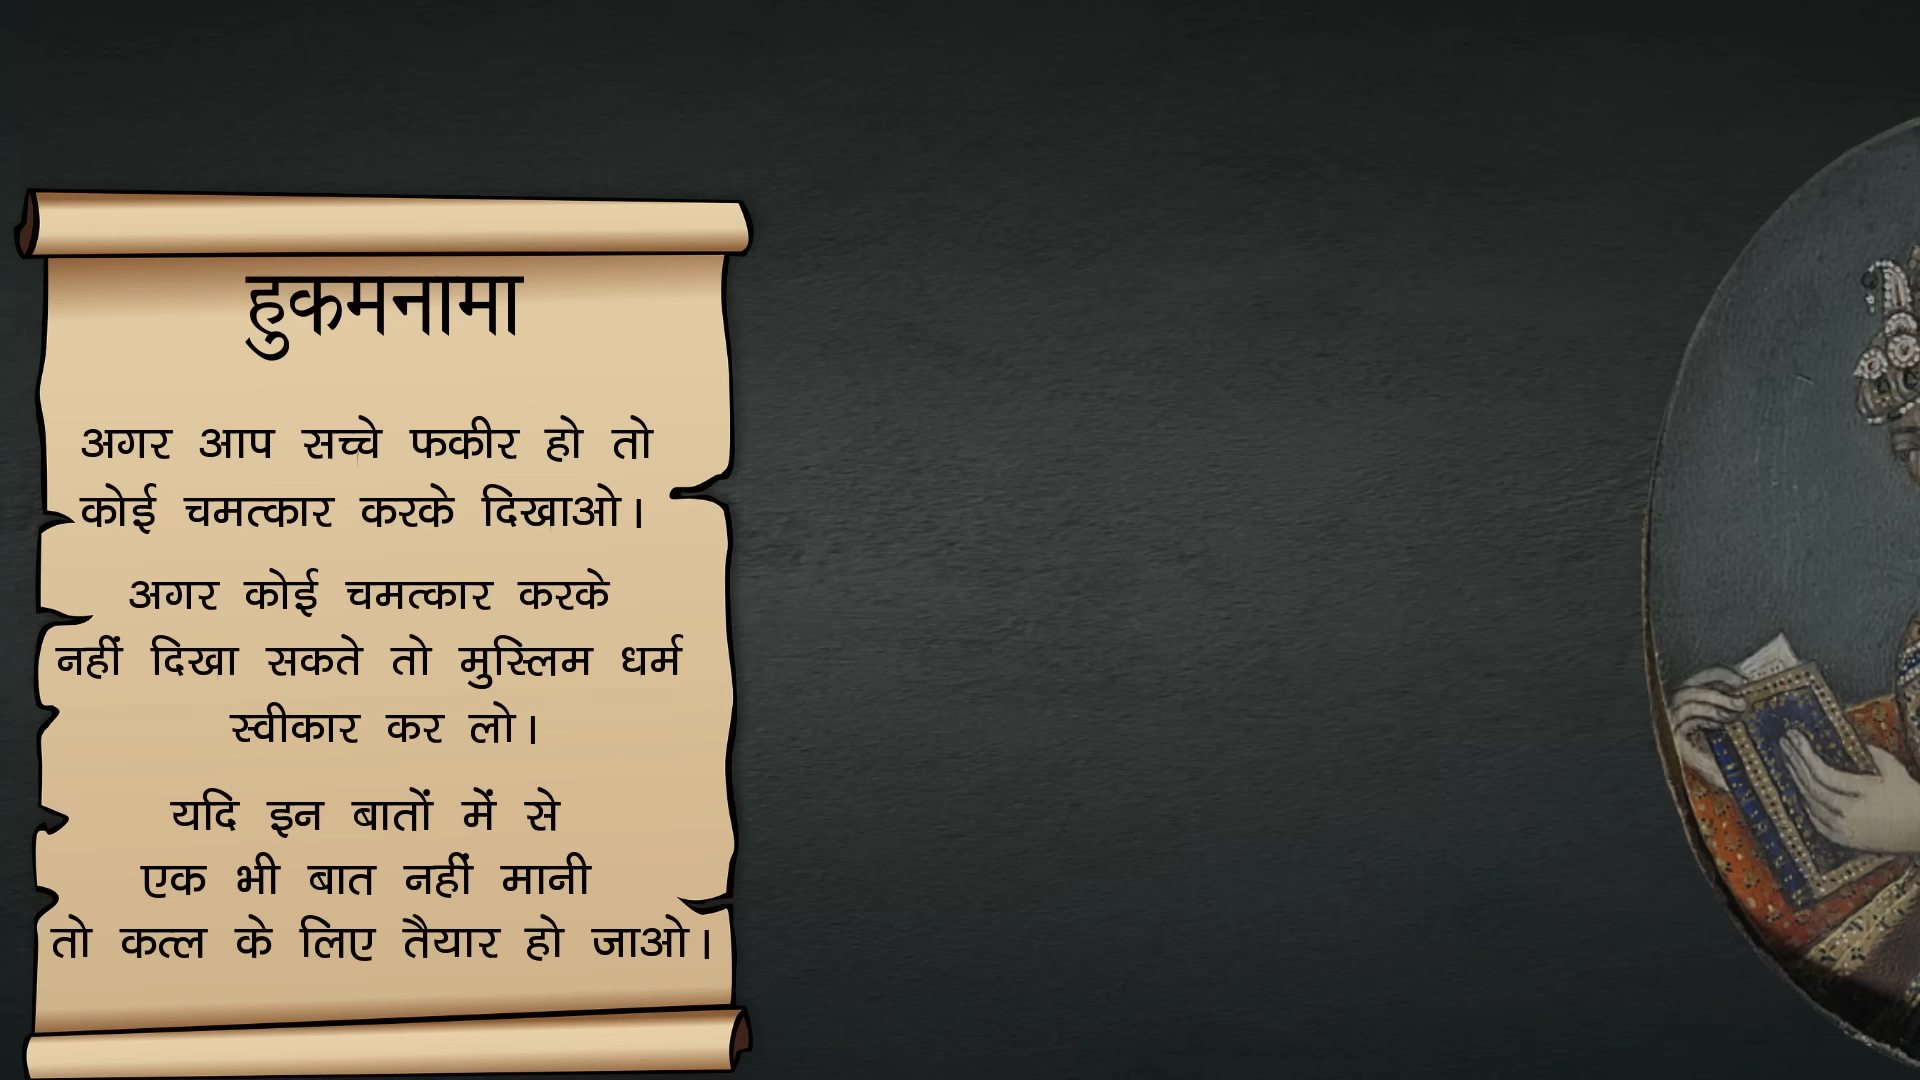 हुकमनामा
अगर आप सच्चे फकीर हो तो
कोई चमत्कार करके दिखाओ।
अगर कोई चमत्कार करके
नहीं दिखा सकते तो मुस्लिम धर्म
स्वीकार कर लो।
यदि इन बातों में से
एक भी बात नहीं मानी
तो कत्ल के लिए तैयार हो जाओ।